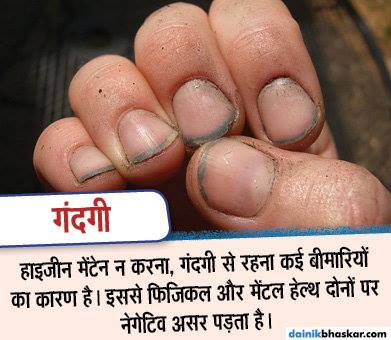 गंदगी
हाइजीन मेंटेन न करना, गंदगी से रहना कई बीमारियों
का कारण है। इससे फिजिकल और मेंटल हेल्थ दोनों पर
नेगेटिव असर पड़ता है।
dainikbhaskar.com